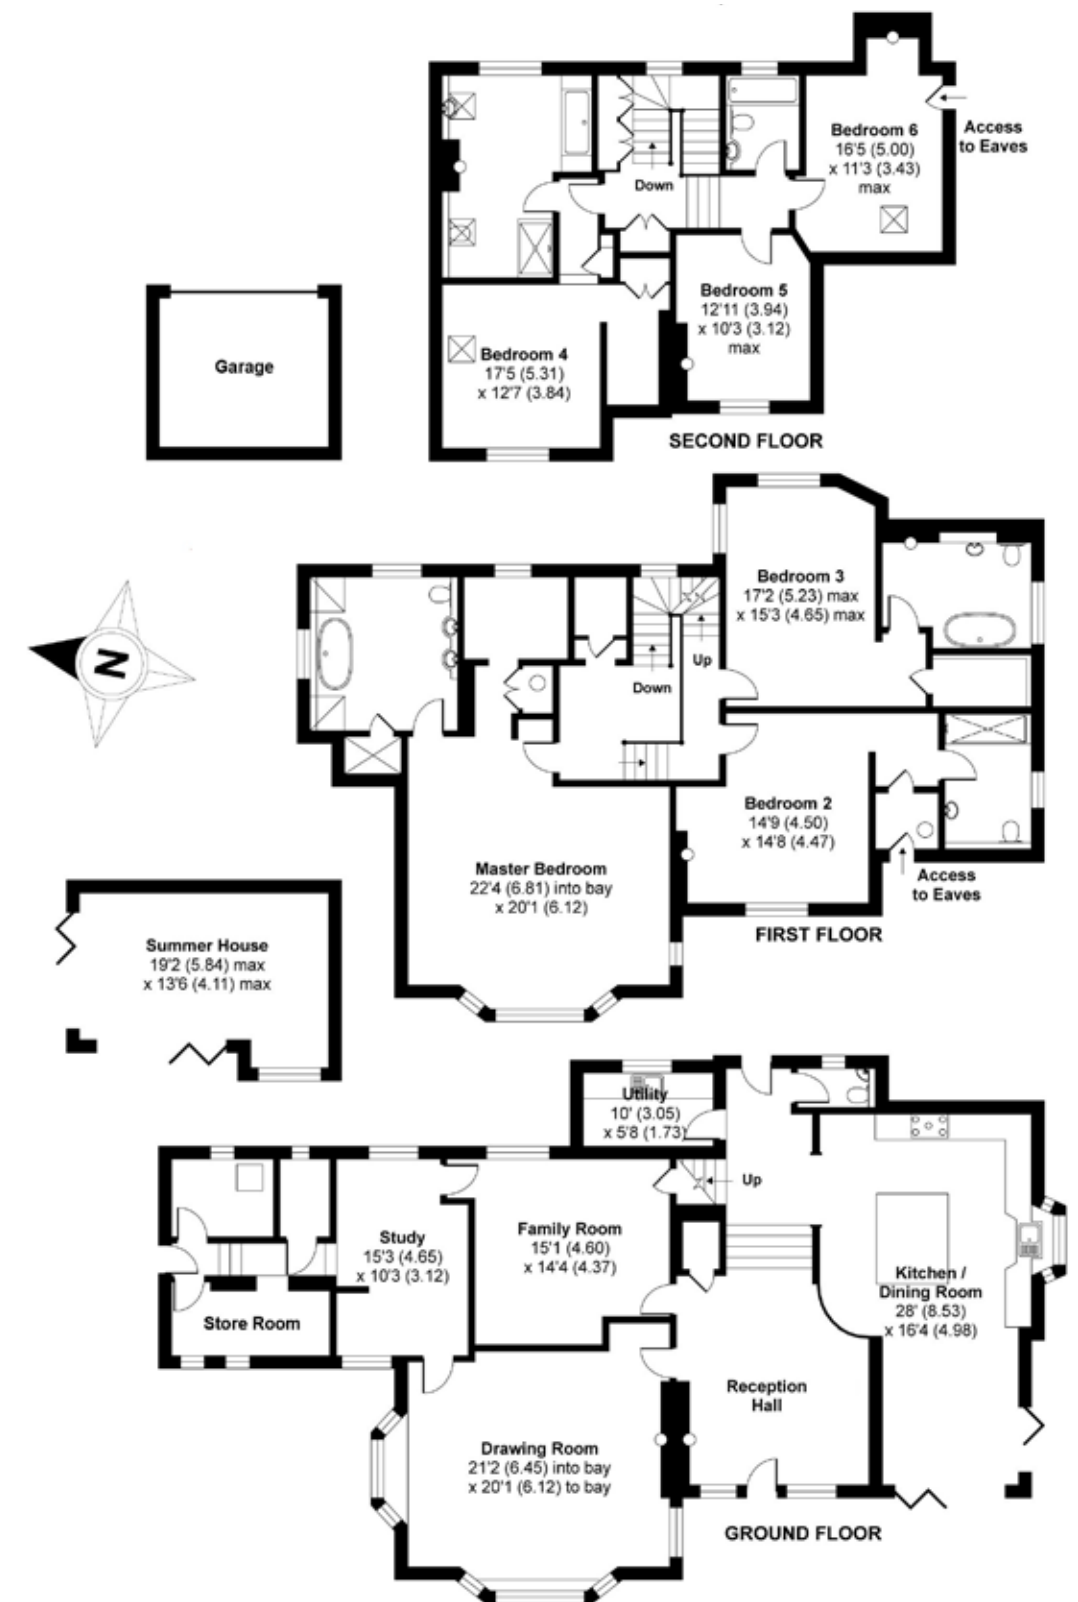 Bedroom 6
16'5 (5.00)
x 11'3 (3.43)
max
Access
to Eaves
Down
Bedroom 5
12'11 (3.94)
x 10'3 (3.12)
max
Bedroom 4
17'5 (5.31)
x 12'7 (3.84)
Garage
SECOND FLOOR
Bedroom 3
17'2 (5.23) max
x 15'3 (4.65) max
Up
Down
N
Bedroom 2
14'9 (4.50)
x 14'8 (4.47)
Master Bedroom
22'4 (6.81) into bay
x 20'1 (6.12)
Access
to Eaves
FIRST FLOOR
Summer House
19'2 (5.84) max
x 13'6 (4.11) max
Utility
10' (3.05)
x 5'8 (1.73)
Up
Study
15'3 (4.65)
x 10'3 (3.12)
Family Room
15'1 (4.60)
x 14'4 (4.37)
Kitchen /
Dining Room
28' (8.53)
x 16'4 (4.98)
Store Room
Reception
Hall
Drawing Room
21'2 (6.45) into bay
x 20'1 (6.12) to bay
GROUND FLOOR